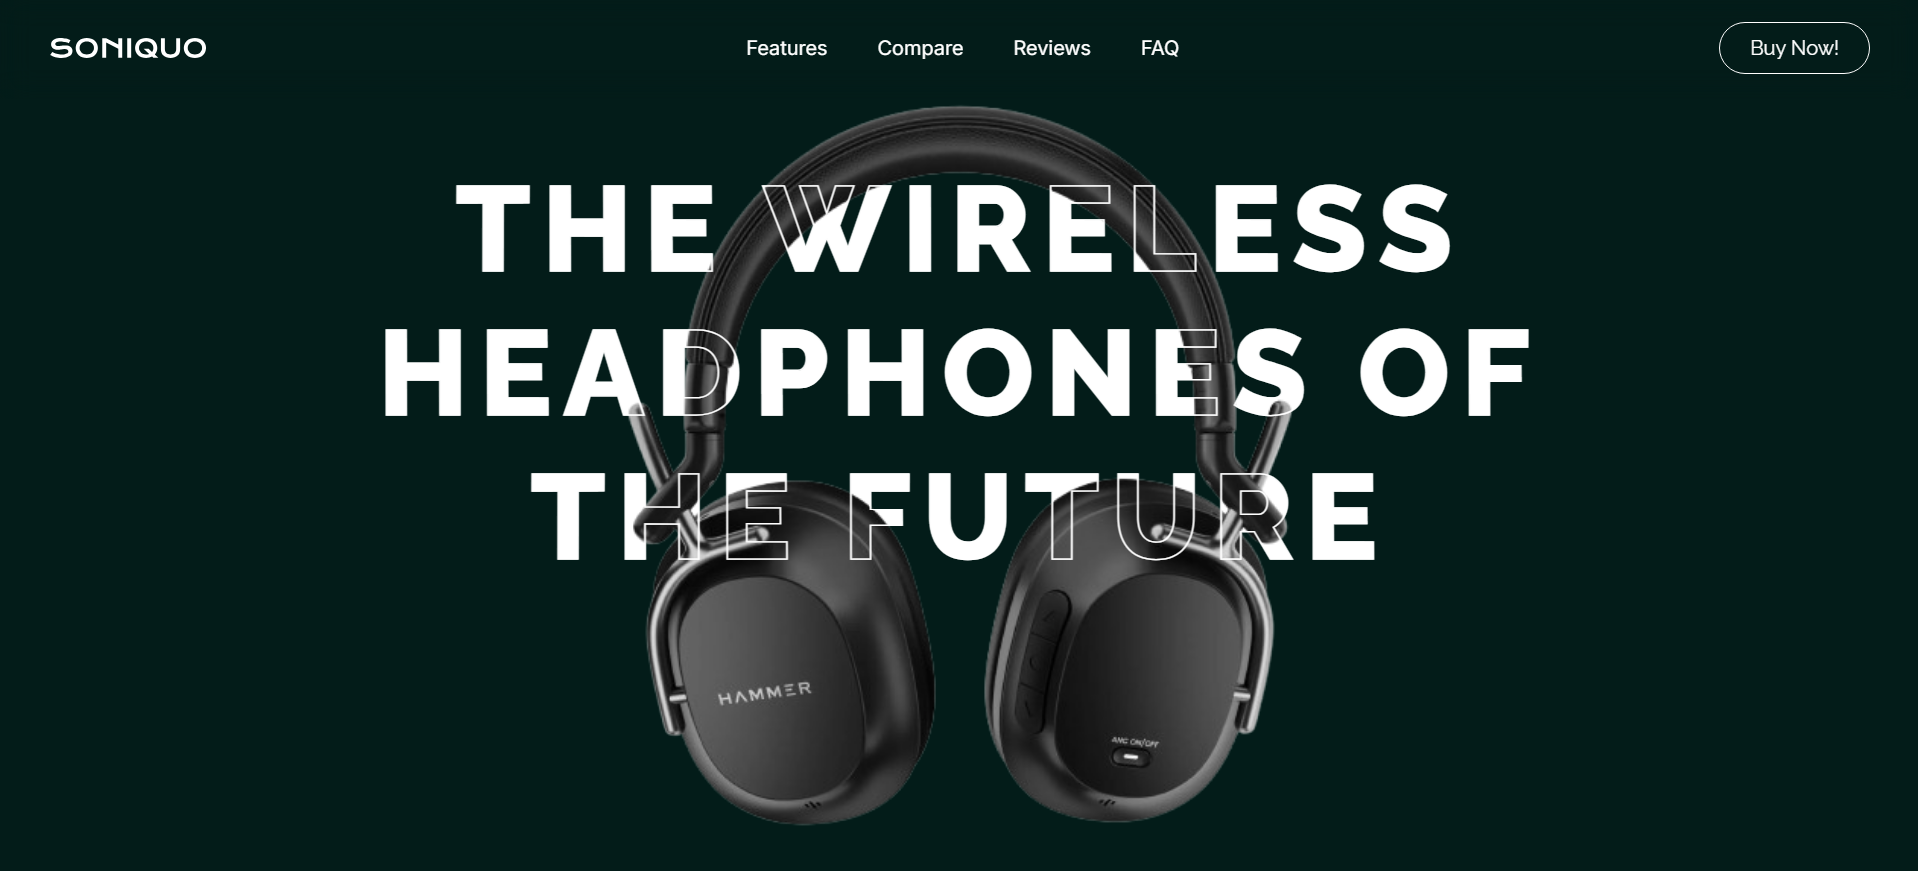 SONIQUO
Features
Compare
Reviews
FAQ
Buy Now!
THE WIRELESS
HEADPHONES OF
THE FUTURE
HAMMER
ANC ON/OFF